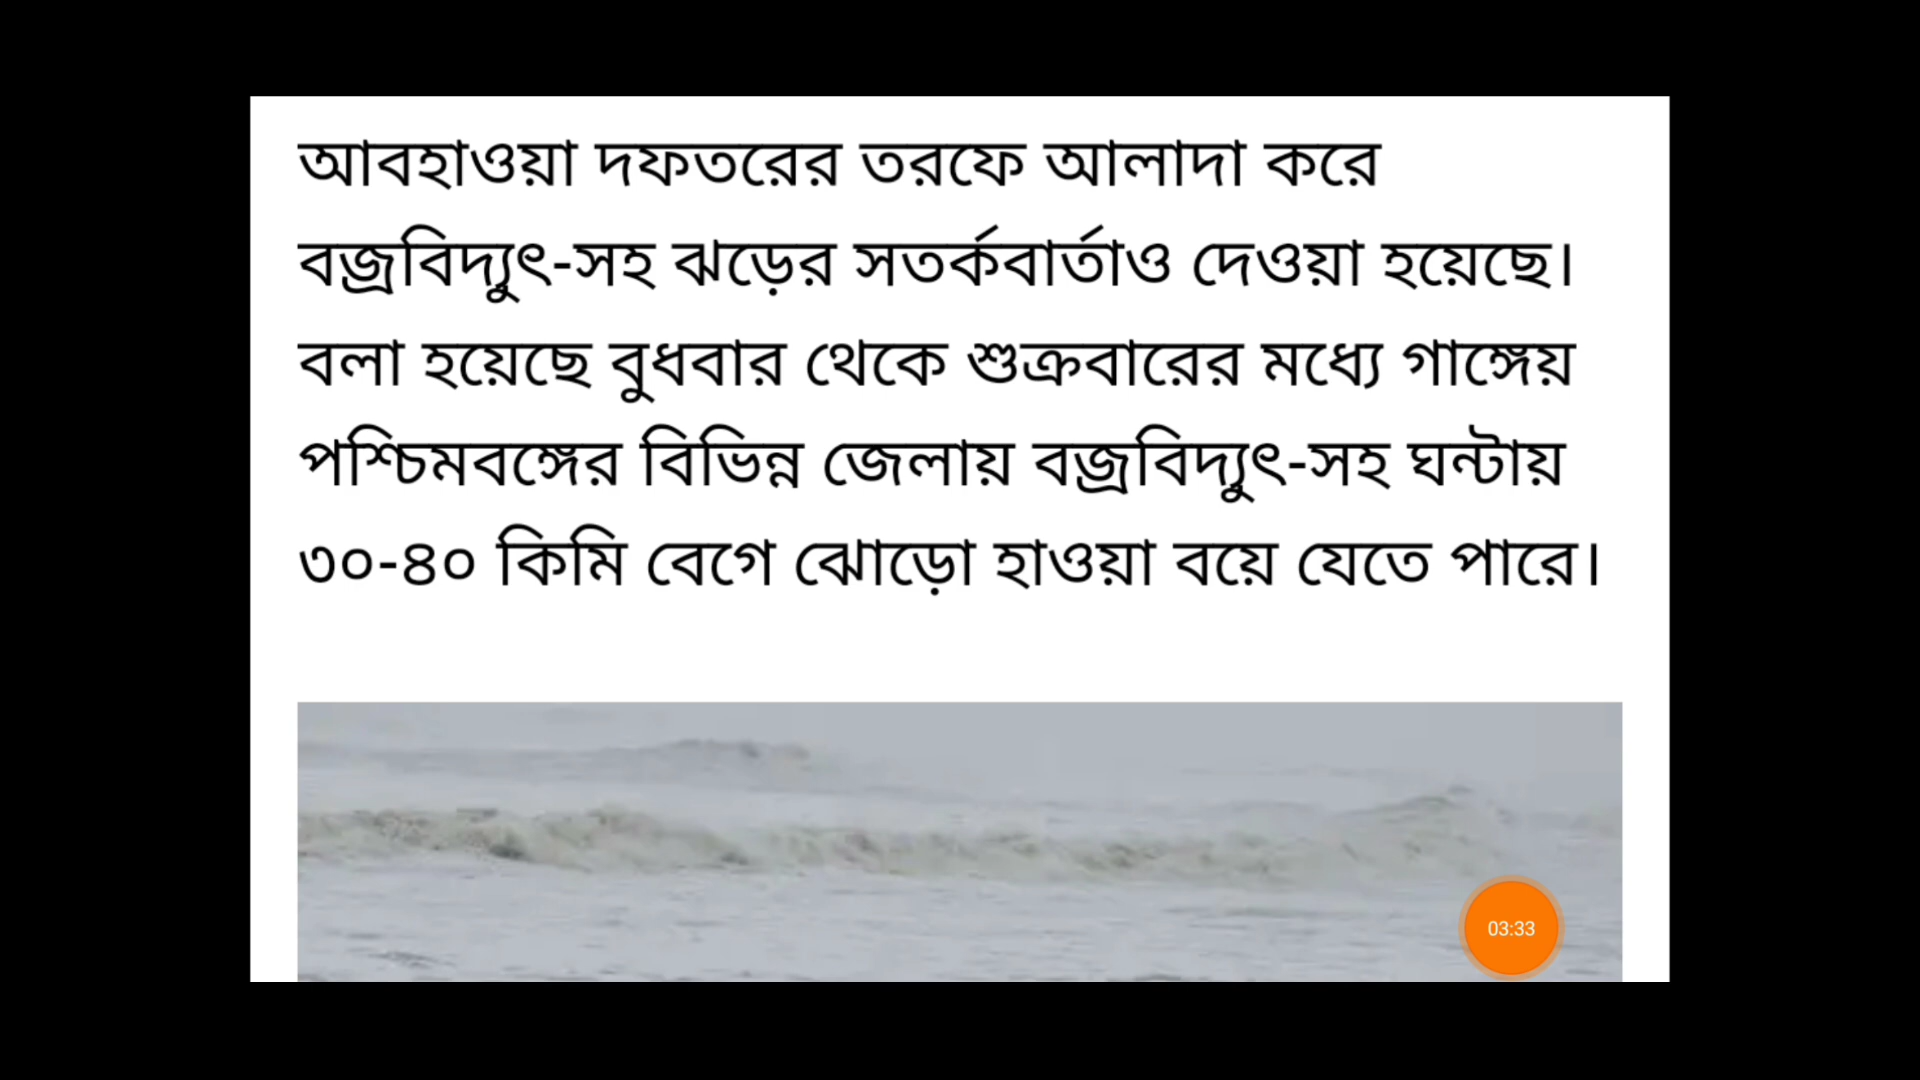 আবহাওয়া দফতরের তরফে আলাদা করে
বজ্রবিদ্যুৎ-সহ ঝড়ের সতর্কবার্তাও দেওয়া হয়েছে।
বলা হয়েছে বুধবার থেকে শুক্রবারের মধ্যে গাঙ্গেয়
পশ্চিমবঙ্গের বিভিন্ন জেলায় বজ্রবিদ্যুৎ-সহ ঘন্টায়
৩০-৪০ কিমি বেগে ঝোড়ো হাওয়া বয়ে যেতে পারে।
03:33